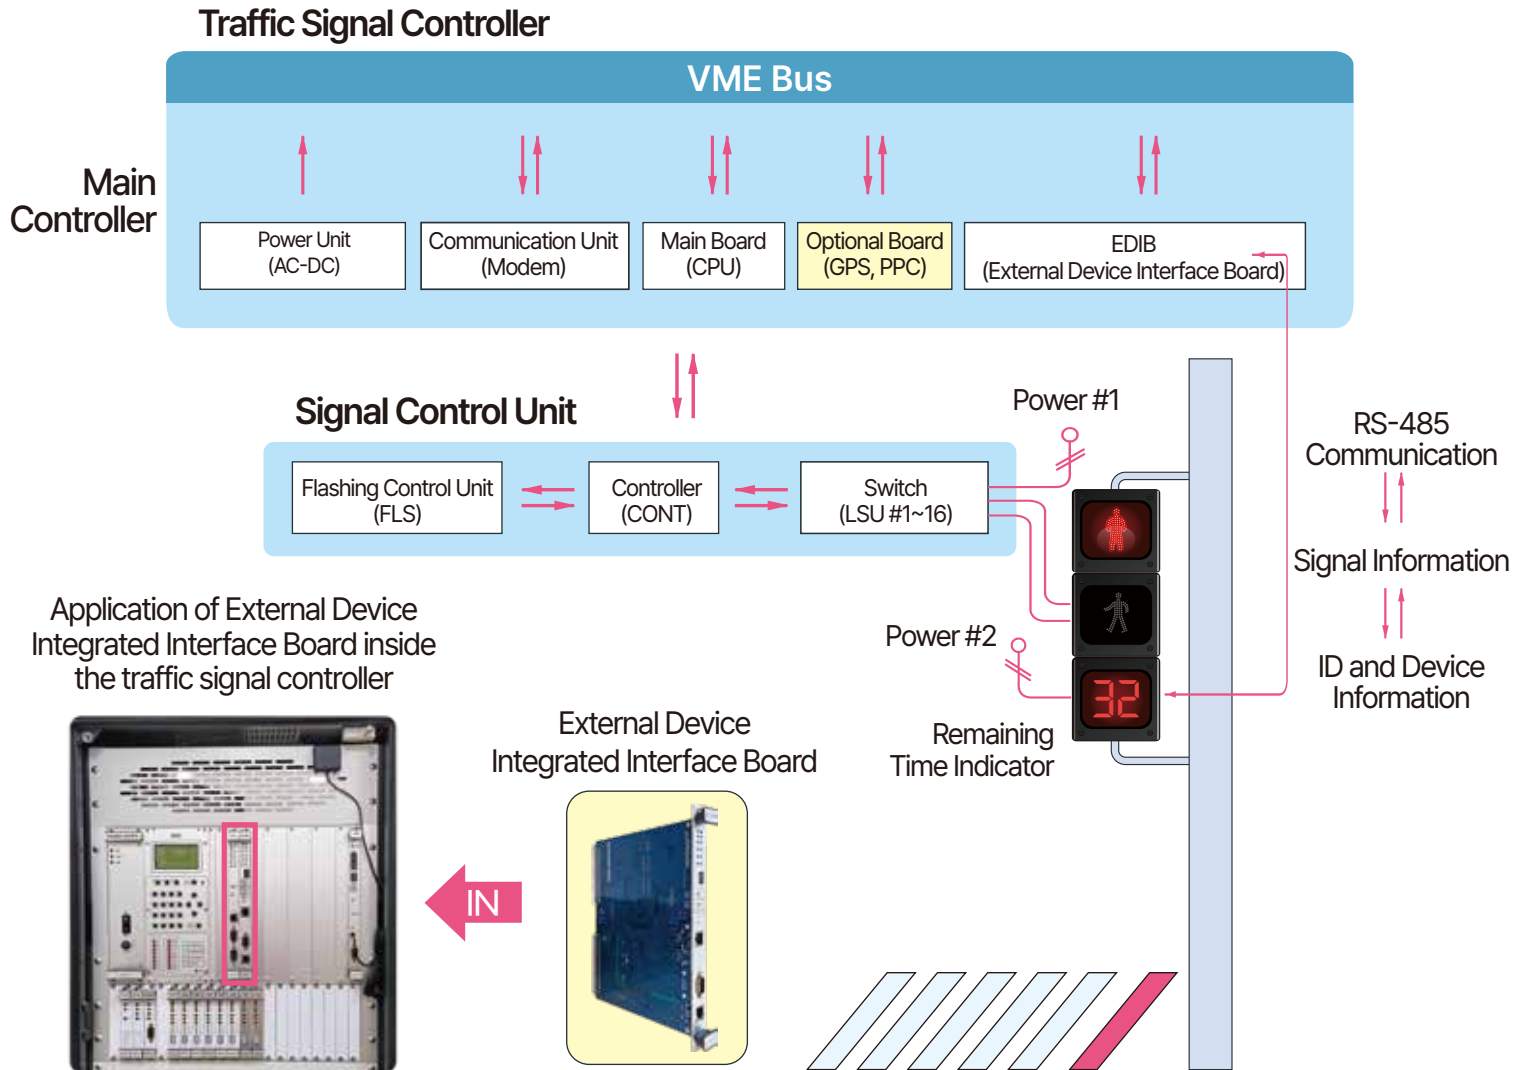 Traffic Signal Controller
VME Bus
Main
Controller
Power Unit
(AC-DC)
Communication Unit
(Modem)
Main Board
(CPU)
Optional Board
(GPS, PPC)
EDIB
(External Device Interface Board)
Signal Control Unit
Flashing Control Unit
(FLS)
Controller
(CONT)
Switch
(LSU #1~16)
Power #1
Power #2
32
Remaining
Time Indicator
RS-485
Communication
Signal Information
ID and Device
Information
Application of External Device
Integrated Interface Board inside
the traffic signal controller
External Device
Integrated Interface Board
IN